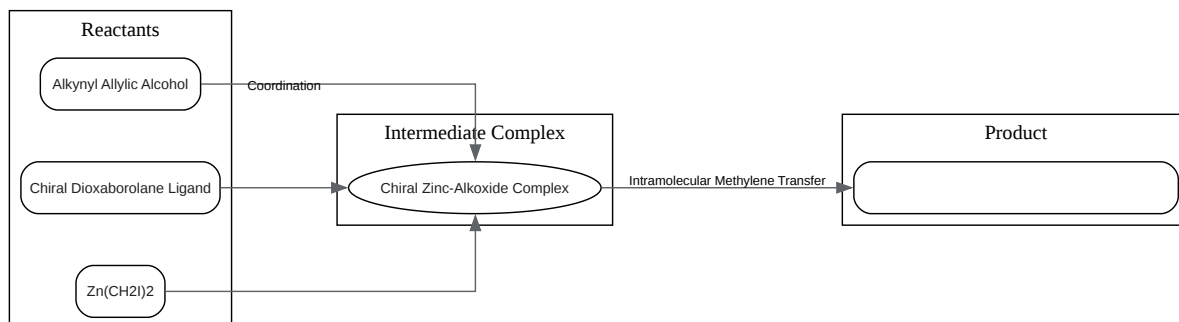 Reactants
Alkynyl Allylic Alcohol
Coordination
Chiral Dioxaborolane Ligand
Zn(CH2I)2
Intermediate Complex
Chiral Zinc-Alkoxide Complex
Intramolecular Methylene Transfer
Product